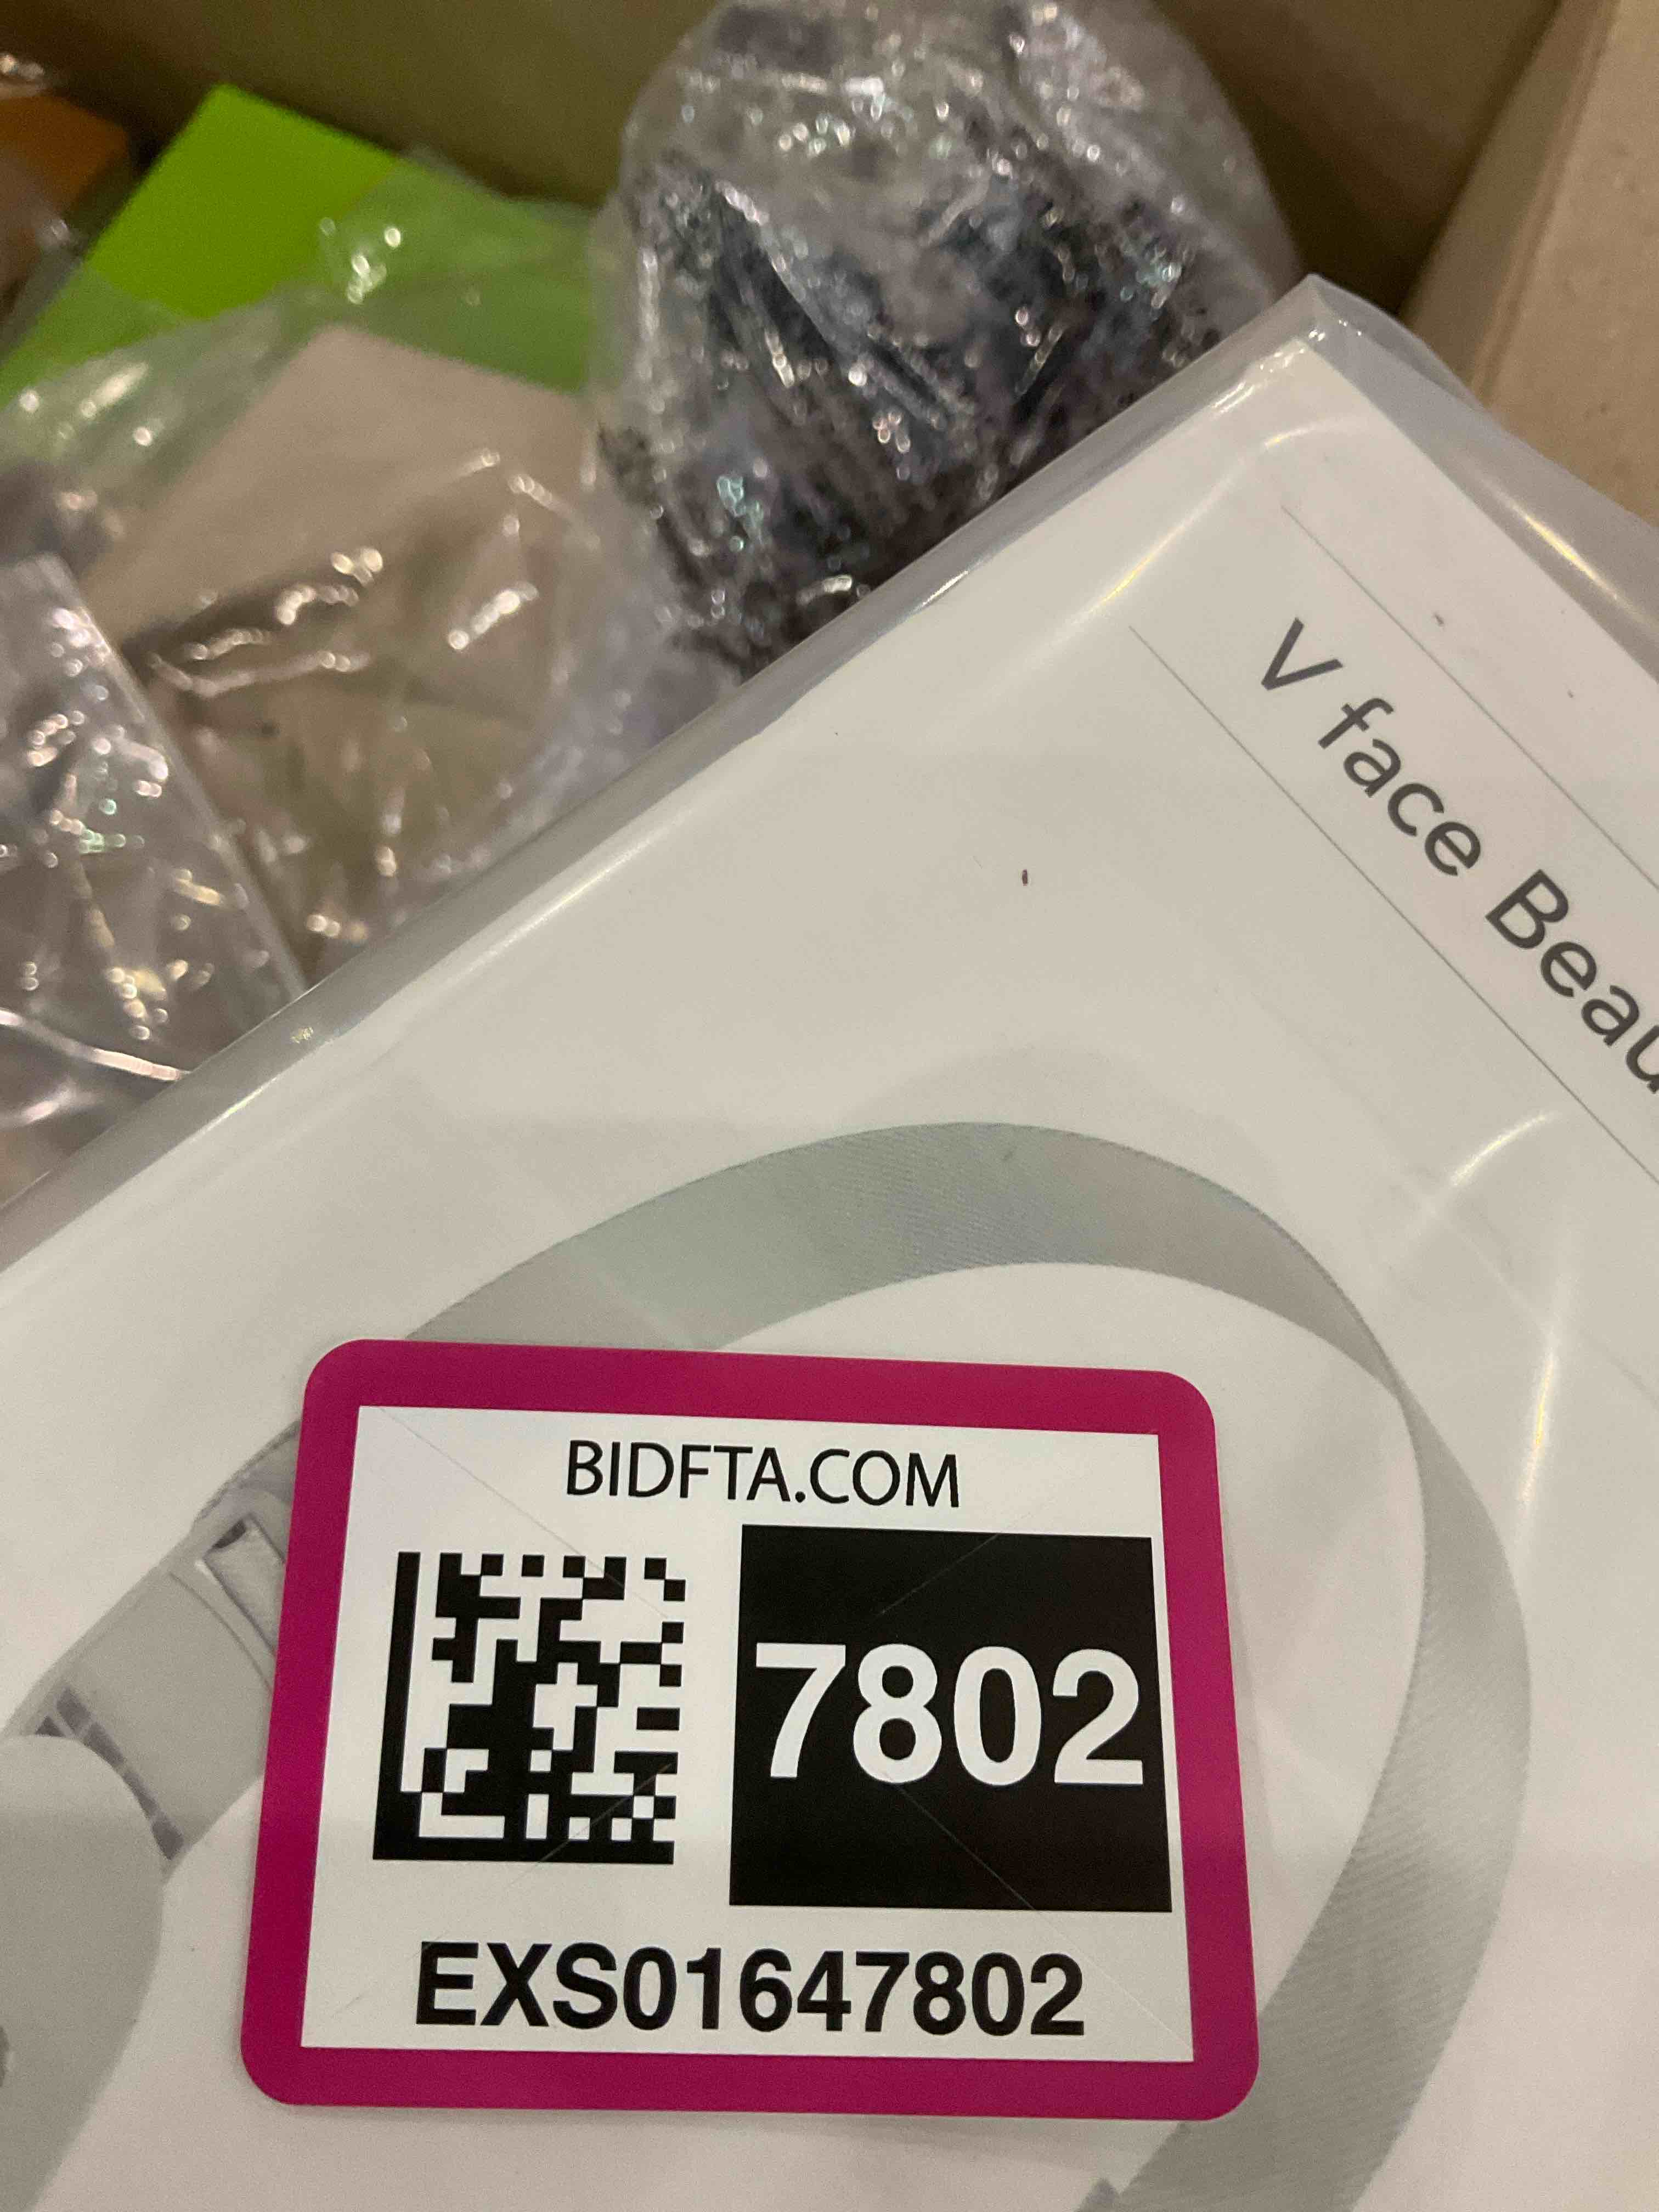 V face Beau
BIDFTA.COM
7802
EXS01647802